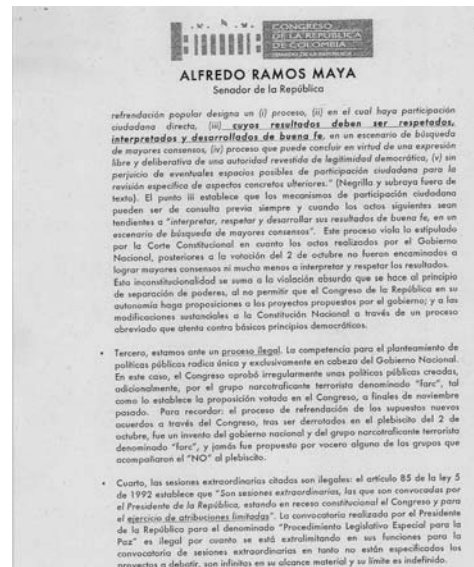 CONGRESO
DE LA REPÚBLICA
DE COLOMBIA
ALFREDO RAMOS MAYA
Senador de la República
refrendación popular designa un (i) proceso, (ii) en el cual haya participación
ciudadana directa, (iii) cuyos resultados deben ser respetados,
interpretados y desarrollados de buena fe, en un escenario de búsqueda
de mayores consensos, (iv) proceso que puede concluir en virtud de una expresión
libre y deliberativa de una autoridad revestida de legitimidad democrática, (v) sin
perjuicio de eventuales espacios posibles de participación ciudadana para la
revisión específica de aspectos concretos ulteriores." (Negrilla y subraya fuera de
texto). El punto iii establece que los mecanismos de participación ciudadana
pueden ser de consulta previa siempre y cuando los actos siguientes sean
tendientes a "interpretar, respetar y desarrollar sus resultados de buena fe, en un
escenario de búsqueda de mayores consensos". Este proceso viola lo estipulado
por la Corte Constitucional en cuanto los actos realizados por el Gobierno
Nacional, posteriores a la votación del 2 de octubre no fueron encaminados a
lograr mayores consensos ni mucho menos a interpretar y respetar los resultados.
Esta inconstitucionalidad se suma a la violación absurda que se hace al principio
de separación de poderes, al no permitir que el Congreso de la República en su
autonomía haga proposiciones a los proyectos propuestos por el gobierno; y a las
modificaciones sustanciales a la Constitución Nacional a través de un proceso
abreviado que atenta contra básicos principios democráticos.
• Tercero, estamos ante un proceso ilegal. La competencia para el planteamiento de
políticas públicas radica única y exclusivamente en cabeza del Gobierno Nacional.
En este caso, el Congreso aprobó irregularmente unas políticas públicas creadas,
adicionalmente, por el grupo narcotraficante terrorista denominado "farc", tal
como lo establece la proposición votada en el Congreso, a finales de noviembre
pasado. Para recordar: el proceso de refrendación de los supuestos nuevos
acuerdos a través del Congreso, tras ser derrotados en el plebiscito del 2 de
octubre, fue un invento del gobierno nacional y del grupo narcoterrorista
denominado "farc", y jamás fue propuesto por vocero alguno de los grupos que
acompañaron el "NO" al plebiscito.
• Cuarto, las sesiones extraordinarias citadas son ilegales: el artículo 85 de la ley 5
de 1992 establece que "Son sesiones extraordinarias, las que son convocadas por
el Presidente de la República, estando en receso constitucional el Congreso y para
el ejercicio de atribuciones limitadas". La convocatoria realizada por el Presidente
de la República para el denominado "Procedimiento Legislativo Especial para la
Paz" es ilegal por cuanto se está extralimitando en sus funciones para la
convocatoria de sesiones extraordinarias en tanto no están especificados los
proyectos a debatir, son infinitos en su alcance material y su límite es indefinido.